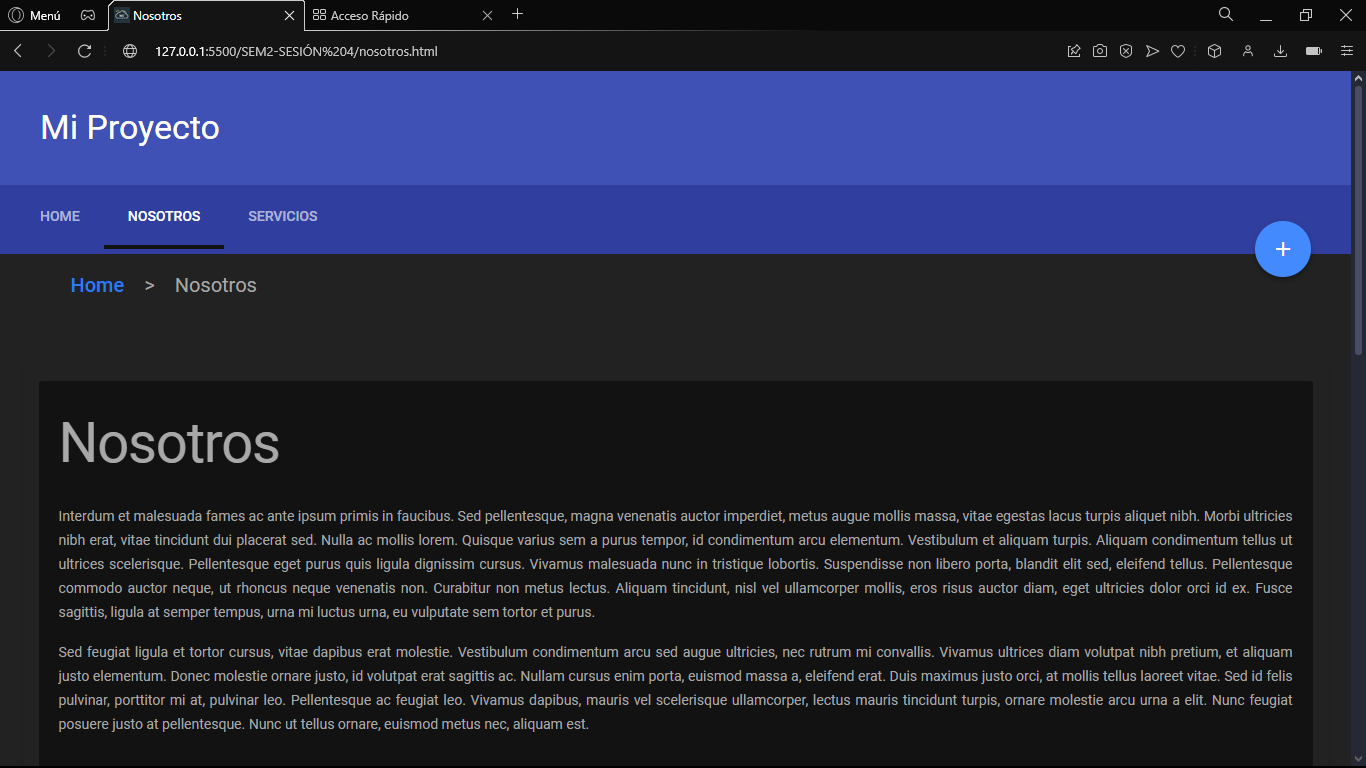 Menú
Nosotros
Acceso Rápido
127.0.0.1:5500/SEM2-SESIÓN%204/nosotros.html
Mi Proyecto
HOME NOSOTROS SERVICIOS
+
Home > Nosotros
Nosotros
Interdum et malesuada fames ac ante ipsum primis in faucibus. Sed pellentesque, magna venenatis auctor imperdiet, metus augue mollis massa, vitae egestas lacus turpis aliquet nibh. Morbi ultricies
nibh erat, vitae tincidunt dui placerat sed. Nulla ac mollis lorem. Quisque varius sem a purus tempor, id condimentum arcu elementum. Vestibulum et aliquam turpis. Aliquam condimentum tellus ut
ultrices scelerisque. Pellentesque eget purus quis ligula dignissim cursus. Vivamus malesuada nunc in tristique lobortis. Suspendisse non libero porta, blandit elit sed, eleifend tellus. Pellentesque
commodo auctor neque, ut rhoncus neque venenatis non. Curabitur non metus lectus. Aliquam tincidunt, nisl vel ullamcorper mollis, eros risus auctor diam, eget ultricies dolor orci id ex. Fusce
sagittis, ligula at semper tempus, urna mi luctus urna, eu vulputate sem tortor et purus.
Sed feugiat ligula et tortor cursus, vitae dapibus erat molestie. Vestibulum condimentum arcu sed augue ultricies, nec rutrum mi convallis. Vivamus ultrices diam volutpat nibh pretium, et aliquam
justo elementum. Donec molestie ornare justo, id volutpat erat sagittis ac. Nullam cursus enim porta, euismod massa a, eleifend erat. Duis maximus justo orci, at mollis tellus laoreet vitae. Sed id felis
pulvinar, porttitor mi at, pulvinar leo. Pellentesque ac feugiat leo. Vivamus dapibus, mauris vel scelerisque ullamcorper, lectus mauris tincidunt turpis, ornare molestie arcu urna a elit. Nunc feugiat
posuere justo at pellentesque. Nunc ut tellus ornare, euismod metus nec, aliquam est.